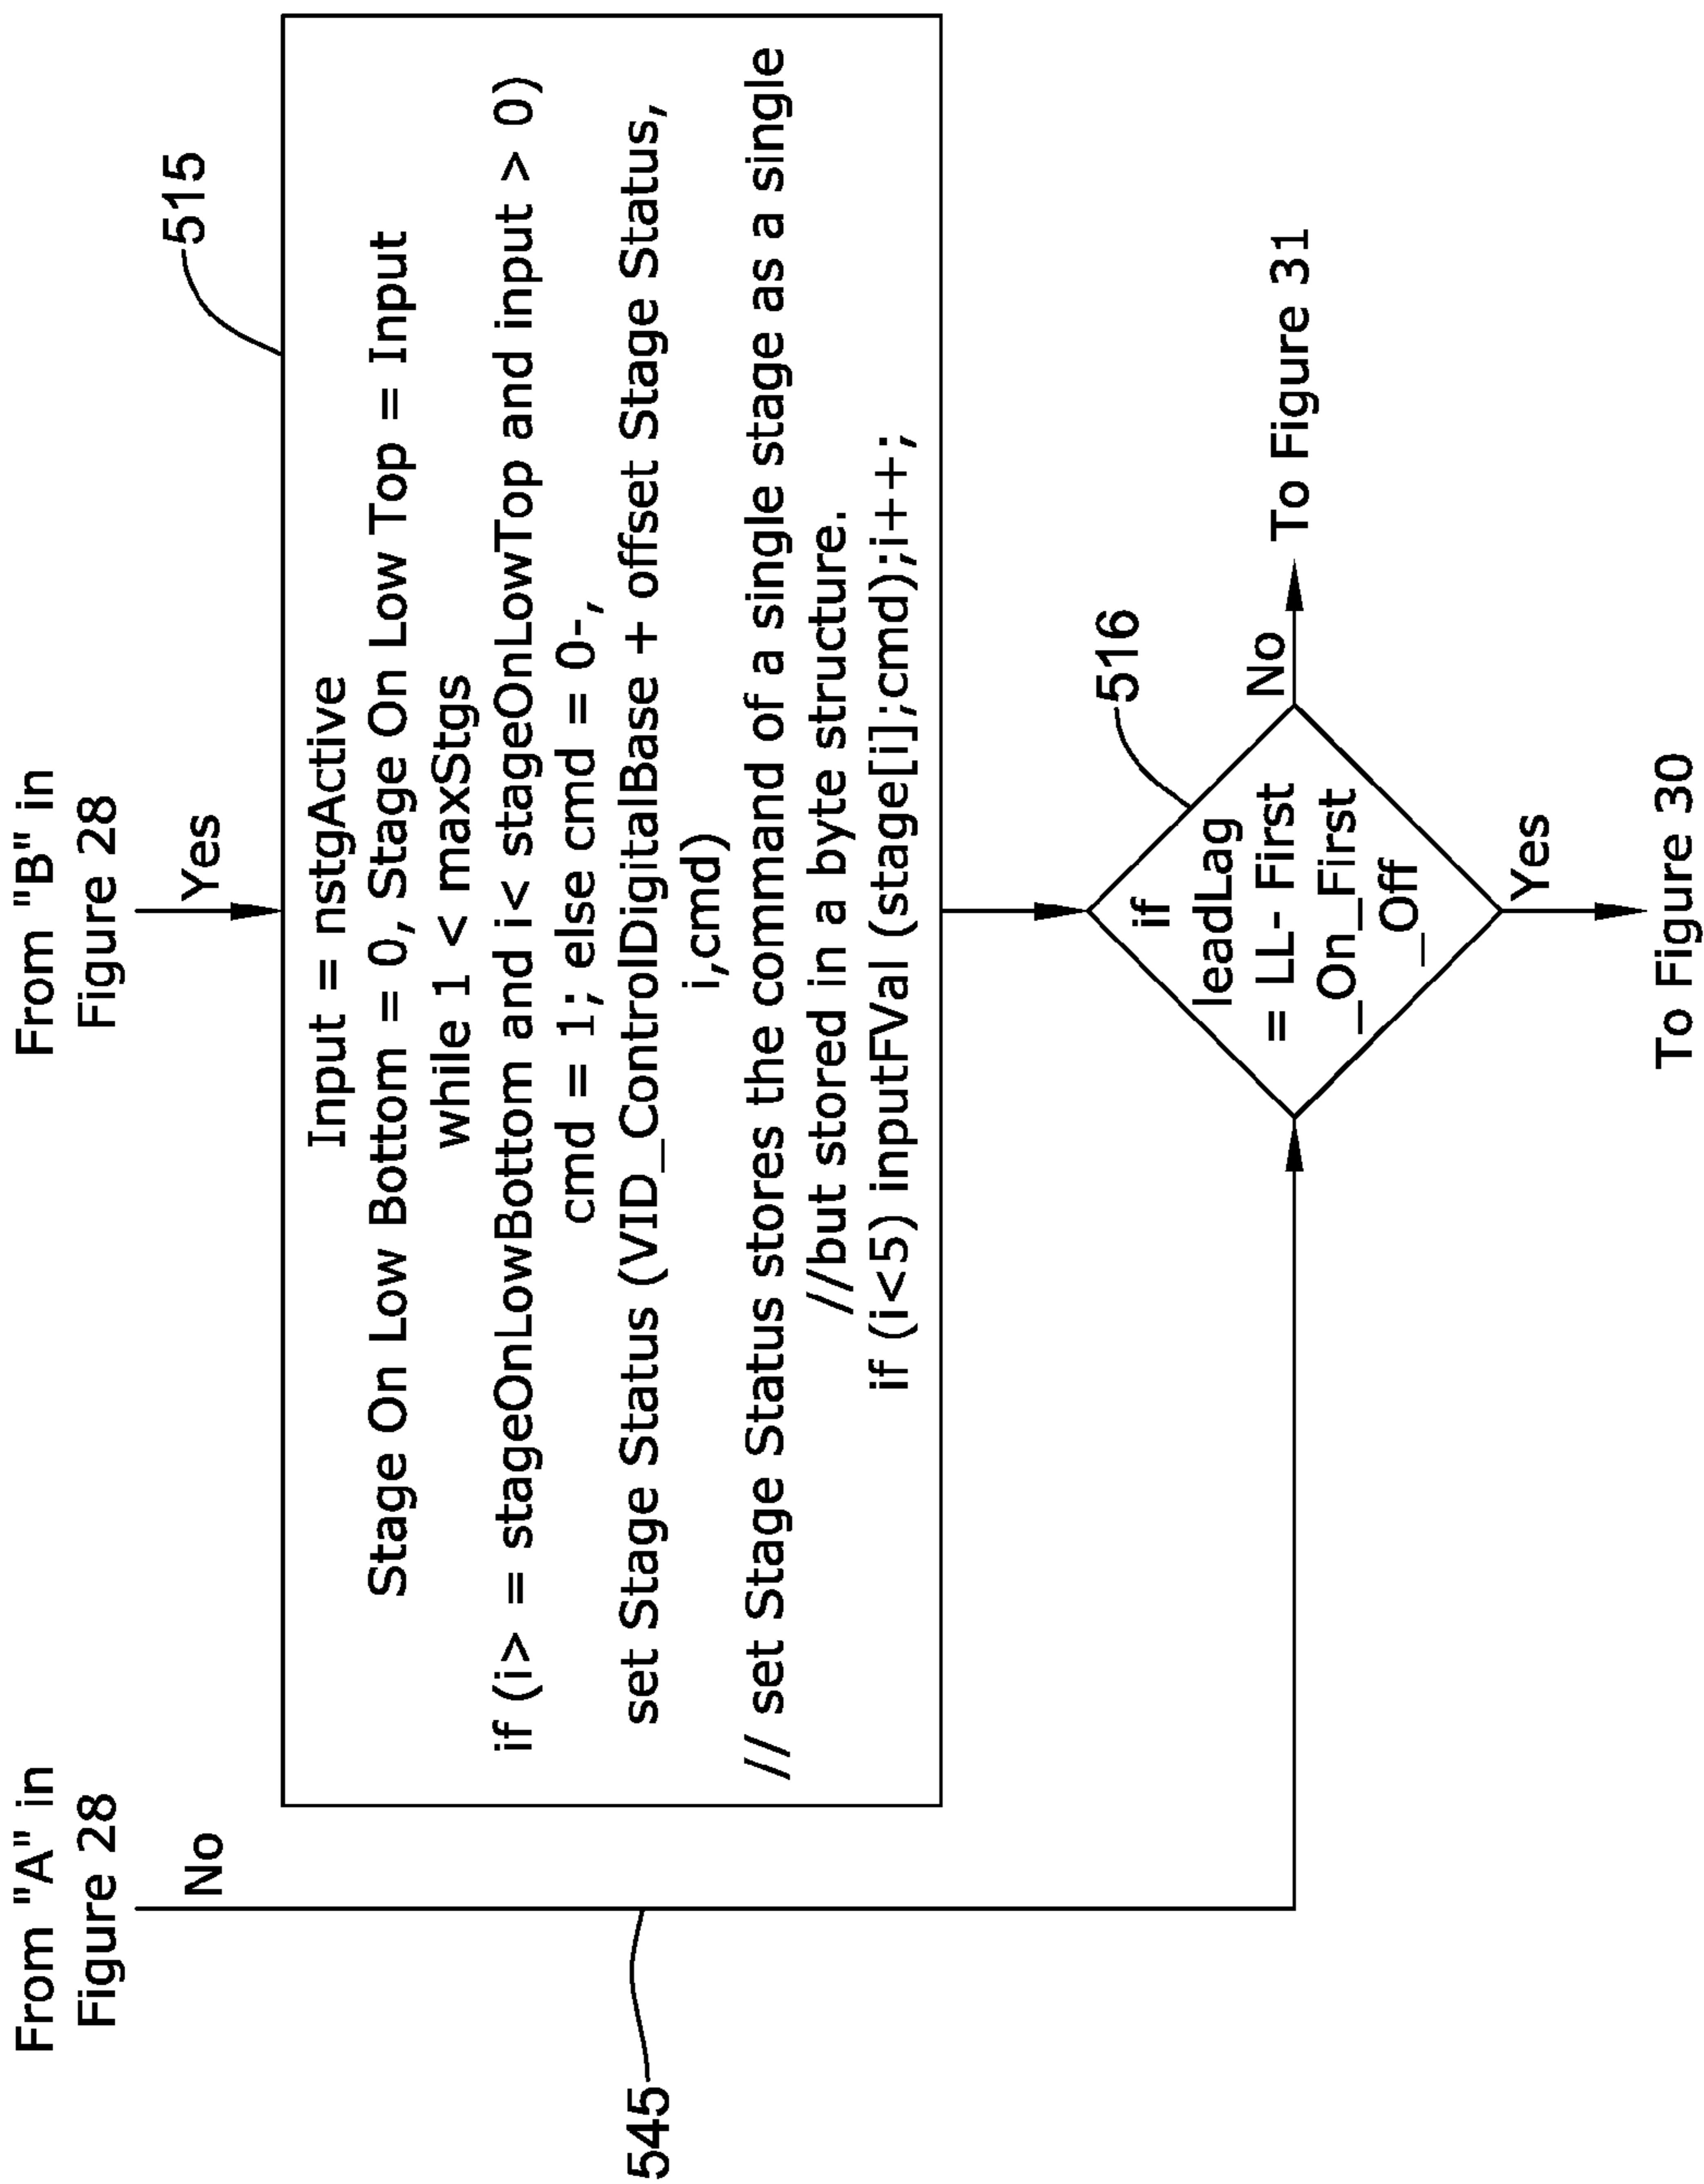 From "A" in
Figure 28
No
545
From "B" in
Figure 28
Yes
515
Input = nstgActive
Stage On Low Bottom = 0, Stage On Low Top = Input
while 1 < maxStgs
if (i> = stageOnLowBottom and i< stageOnLowTop and input > 0)
cmd = 1; else cmd = 0-,
set Stage Status (VID_ControlDigitalBase + offset Stage Status,
i,cmd)
// set Stage Status stores the command of a single stage as a single
//but stored in a byte structure.
if (i<5) inputFVal (stage[i];cmd);i++;
516
if
leadLag
= LL- First
_On_First
_Off
No
To Figure 31
Yes
To Figure 30